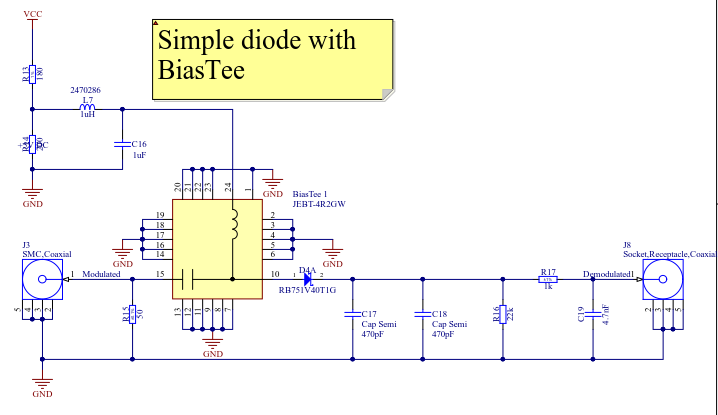 VCC
Simple diode with
BiasTee
R13
180
2470286
L7
1uH
R14
C16
1uF
GND
GND
20
21
22
23
24
1
BiasTee 1
JEBT-4R2GW
19
18
17
16
14
2
3
4
5
6
GND
GND
J3
SMC,Coaxial
1
Modulated
15
10
1
D4A
2
RB751V40T1G
R17
1k
J8
Socket,Receptacle,Coaxial
Demodulated
1
5
4
3
2
R15
50
13
12
11
9
8
7
GND
C17
Cap Semi
470pF
C18
Cap Semi
470pF
R16
22k
C19
4.7nF
2
3
4
5
GND